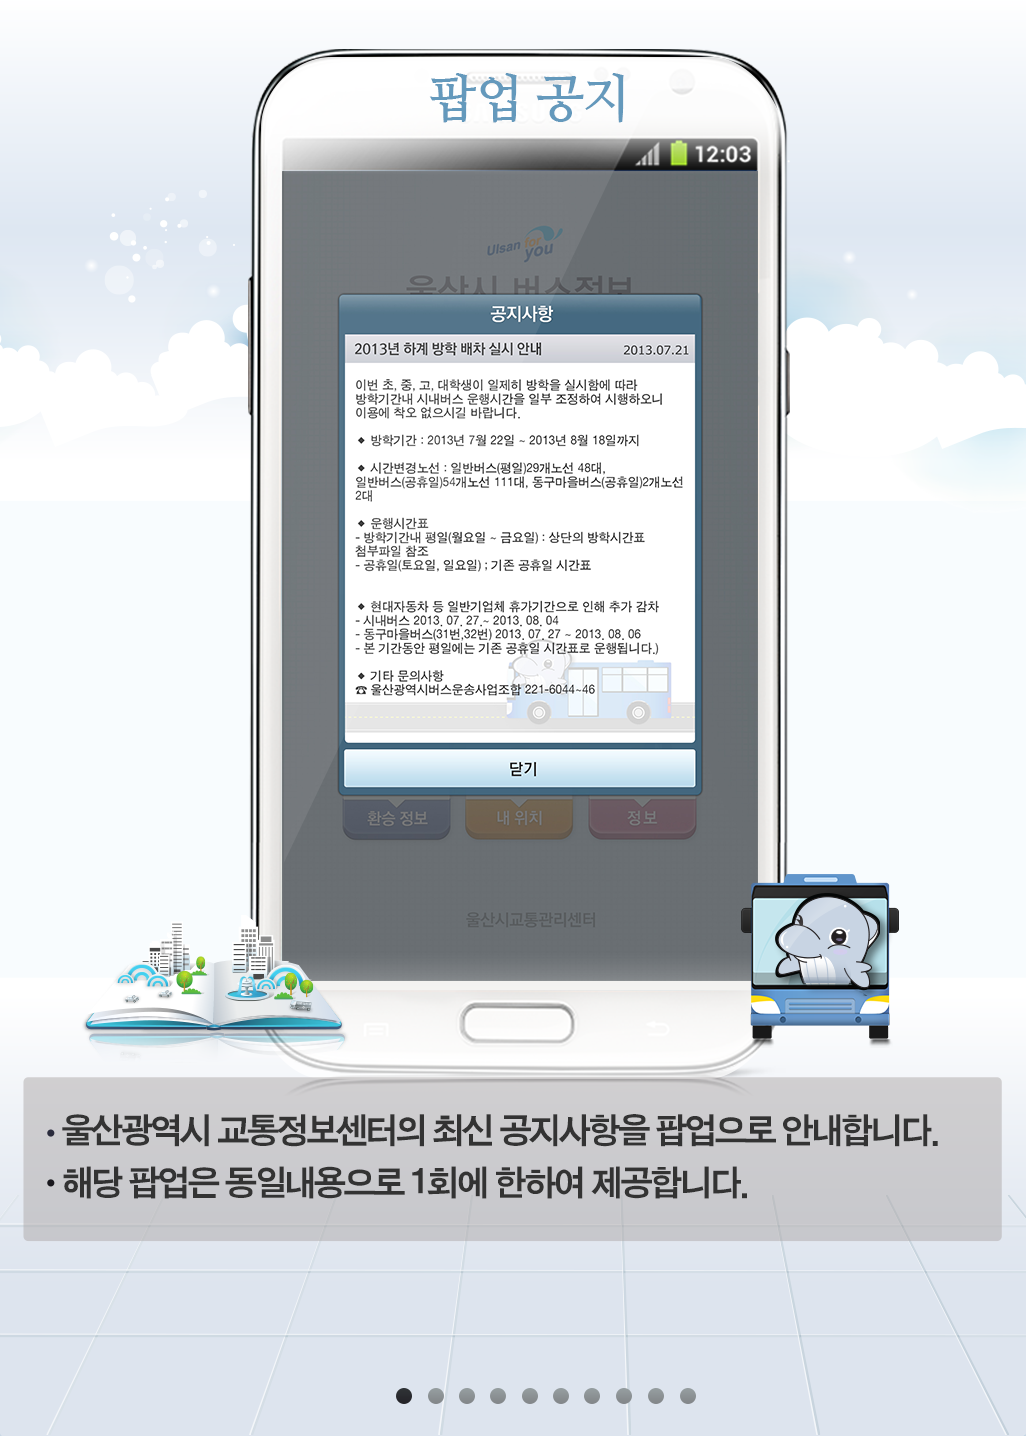 팝업 공지
12:03
Ulsan for you
울산시 버스정보
공지사항
2013년 하계 방학 배차 실시 안내 2013.07.21
이번 초, 중, 고, 대학생이 일제히 방학을 실시함에 따라
방학기간내 시내버스 운행시간을 일부 조정하여 시행하오니
이용에 착오 없으시길 바랍니다.
◆ 방학기간 : 2013년 7월 22일 ~ 2013년 8월 18일까지
◆ 시간변경노선 : 일반버스(평일)29개노선 48대,
일반버스(공휴일)54개노선 111대, 동구마을버스(공휴일)2개노선
2대
◆ 운행시간표
- 방학기간내 평일(월요일 ~ 금요일) : 상단의 방학시간표
첨부파일 참조
- 공휴일(토요일, 일요일) ; 기존 공휴일 시간표
◆ 현대자동차 등 일반기업체 휴가기간으로 인해 추가 감차
- 시내버스 2013. 07. 27.~ 2013. 08. 04
- 동구마을버스(31번,32번) 2013. 07. 27 ~ 2013. 08. 06
- 본 기간동안 평일에는 기존 공휴일 시간표로 운행됩니다.)
◆ 기타 문의사항
☎ 울산광역시버스운송사업조합 221-6044~46
닫기
환승 정보 내 위치 정보
울산시교통관리센터
• 울산광역시 교통정보센터의 최신 공지사항을 팝업으로 안내합니다.
• 해당 팝업은 동일내용으로 1회에 한하여 제공합니다.